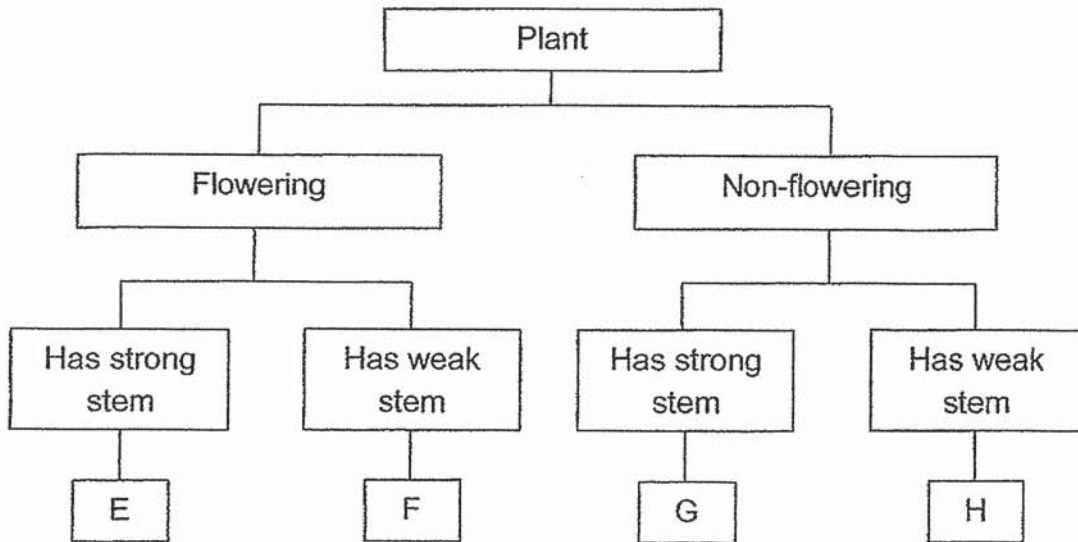 Plant
Flowering
Non-flowering
Has strong
stem
Has weak
stem
Has strong
stem
Has weak
stem
E
F
G
H